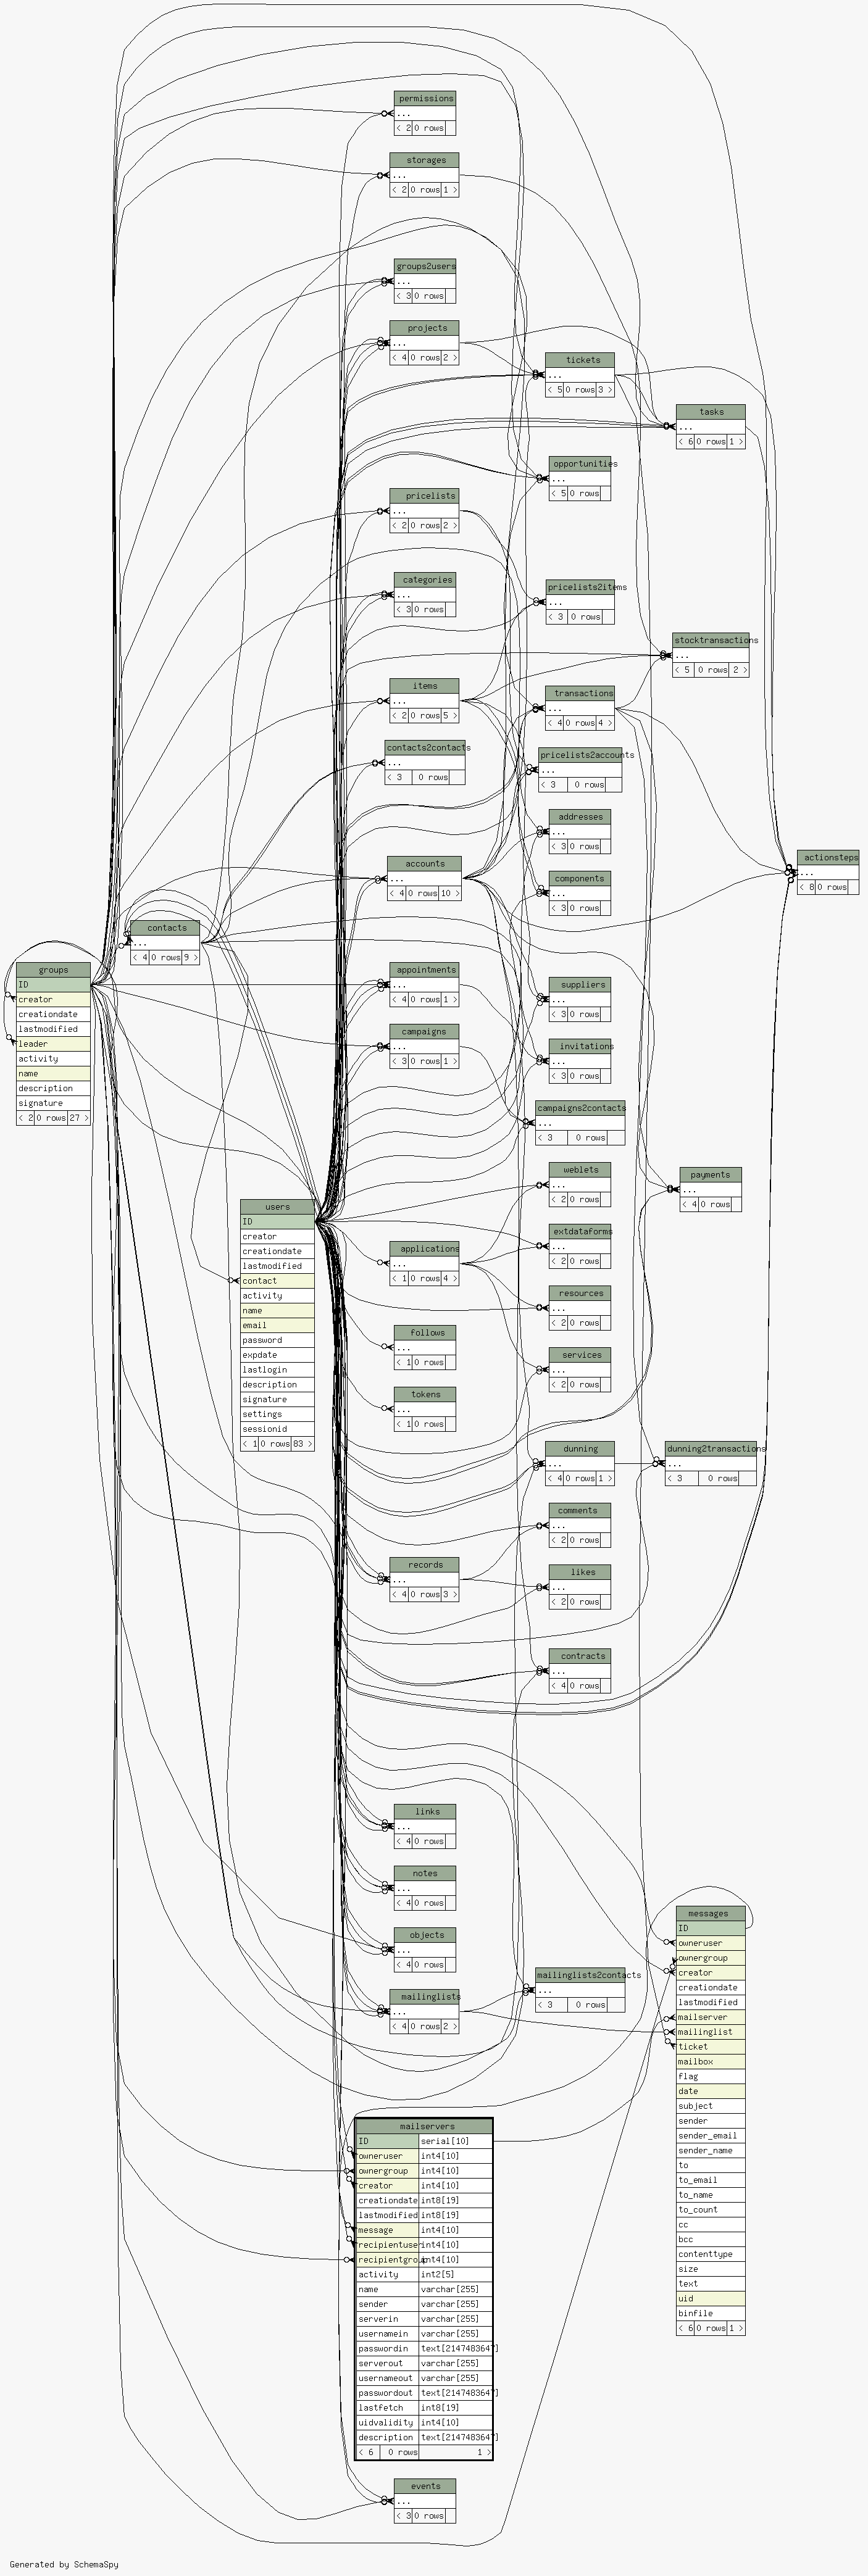 permissions
...
< 2 0 rows
storages
...
< 2 0 rows 1 >
groups2users
...
< 3 0 rows
projects
...
< 4 0 rows 2 >
tickets
...
< 5 0 rows 3 >
tasks
...
< 6 0 rows 1 >
opportunities
...
< 5 0 rows
pricelists
...
< 2 0 rows 2 >
categories
...
< 3 0 rows
pricelists2items
...
< 3 0 rows
stocktransactions
...
< 5 0 rows 2 >
items
...
< 2 0 rows 5 >
transactions
...
< 4 0 rows 4 >
contacts2contacts
...
< 3 0 rows
pricelists2accounts
...
< 3 0 rows
addresses
...
< 3 0 rows
accounts
...
< 4 0 rows 10 >
actionsteps
...
< 8 0 rows
components
...
< 3 0 rows
contacts
...
< 4 0 rows 9 >
groups
ID
creator
creationdate
lastmodified
leader
activity
name
description
signature
< 2 0 rows 27 >
appointments
...
< 4 0 rows 1 >
suppliers
...
< 3 0 rows
campaigns
...
< 3 0 rows 1 >
invitations
...
< 3 0 rows
campaigns2contacts
...
< 3 0 rows
weblets
...
< 2 0 rows
payments
...
< 4 0 rows
users
ID
creator
creationdate
lastmodified
contact
activity
name
email
password
expdate
lastlogin
description
signature
settings
sessionid
< 1 0 rows 83 >
extdataforms
...
< 2 0 rows
applications
...
< 1 0 rows 4 >
resources
...
< 2 0 rows
follows
...
< 1 0 rows
services
...
< 2 0 rows
tokens
...
< 1 0 rows
dunning
...
< 4 0 rows 1 >
dunning2transactions
...
< 3 0 rows
comments
...
< 2 0 rows
records
...
< 4 0 rows 3 >
likes
...
< 2 0 rows
contracts
...
< 4 0 rows
links
...
< 4 0 rows
notes
...
< 4 0 rows
objects
...
< 4 0 rows
mailinglists
...
< 4 0 rows 2 >
mailinglists2contacts
...
< 3 0 rows
messages
ID
owneruser
ownergroup
creator
creationdate
lastmodified
mailserver
mailinglist
ticket
mailbox
flag
date
subject
sender
sender_email
sender_name
to
to_email
to_name
to_count
cc
bcc
contenttype
size
text
uid
binfile
< 6 0 rows 1 >
mailservers
ID serial[10]
owneruser int4[10]
ownergroup int4[10]
creator int4[10]
creationdate int8[19]
lastmodified int8[19]
message int4[10]
recipientuser int4[10]
recipientgroup int4[10]
activity int2[5]
name varchar[255]
sender varchar[255]
serverin varchar[255]
usernamein varchar[255]
passwordin text[2147483647]
serverout varchar[255]
usernameout varchar[255]
passwordout text[2147483647]
lastfetch int8[19]
uidvalidity int4[10]
description text[2147483647]
< 6 0 rows 1 >
events
...
< 3 0 rows
Generated by SchemaSpy